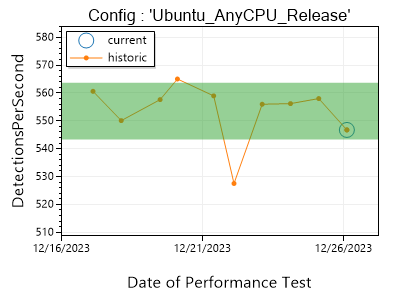 Config : 'Ubuntu_AnyCPU_Release'
current
historic
DetectionsPerSecond
580
570
560
550
540
530
520
510
12/16/2023
12/21/2023
12/26/2023
Date of Performance Test